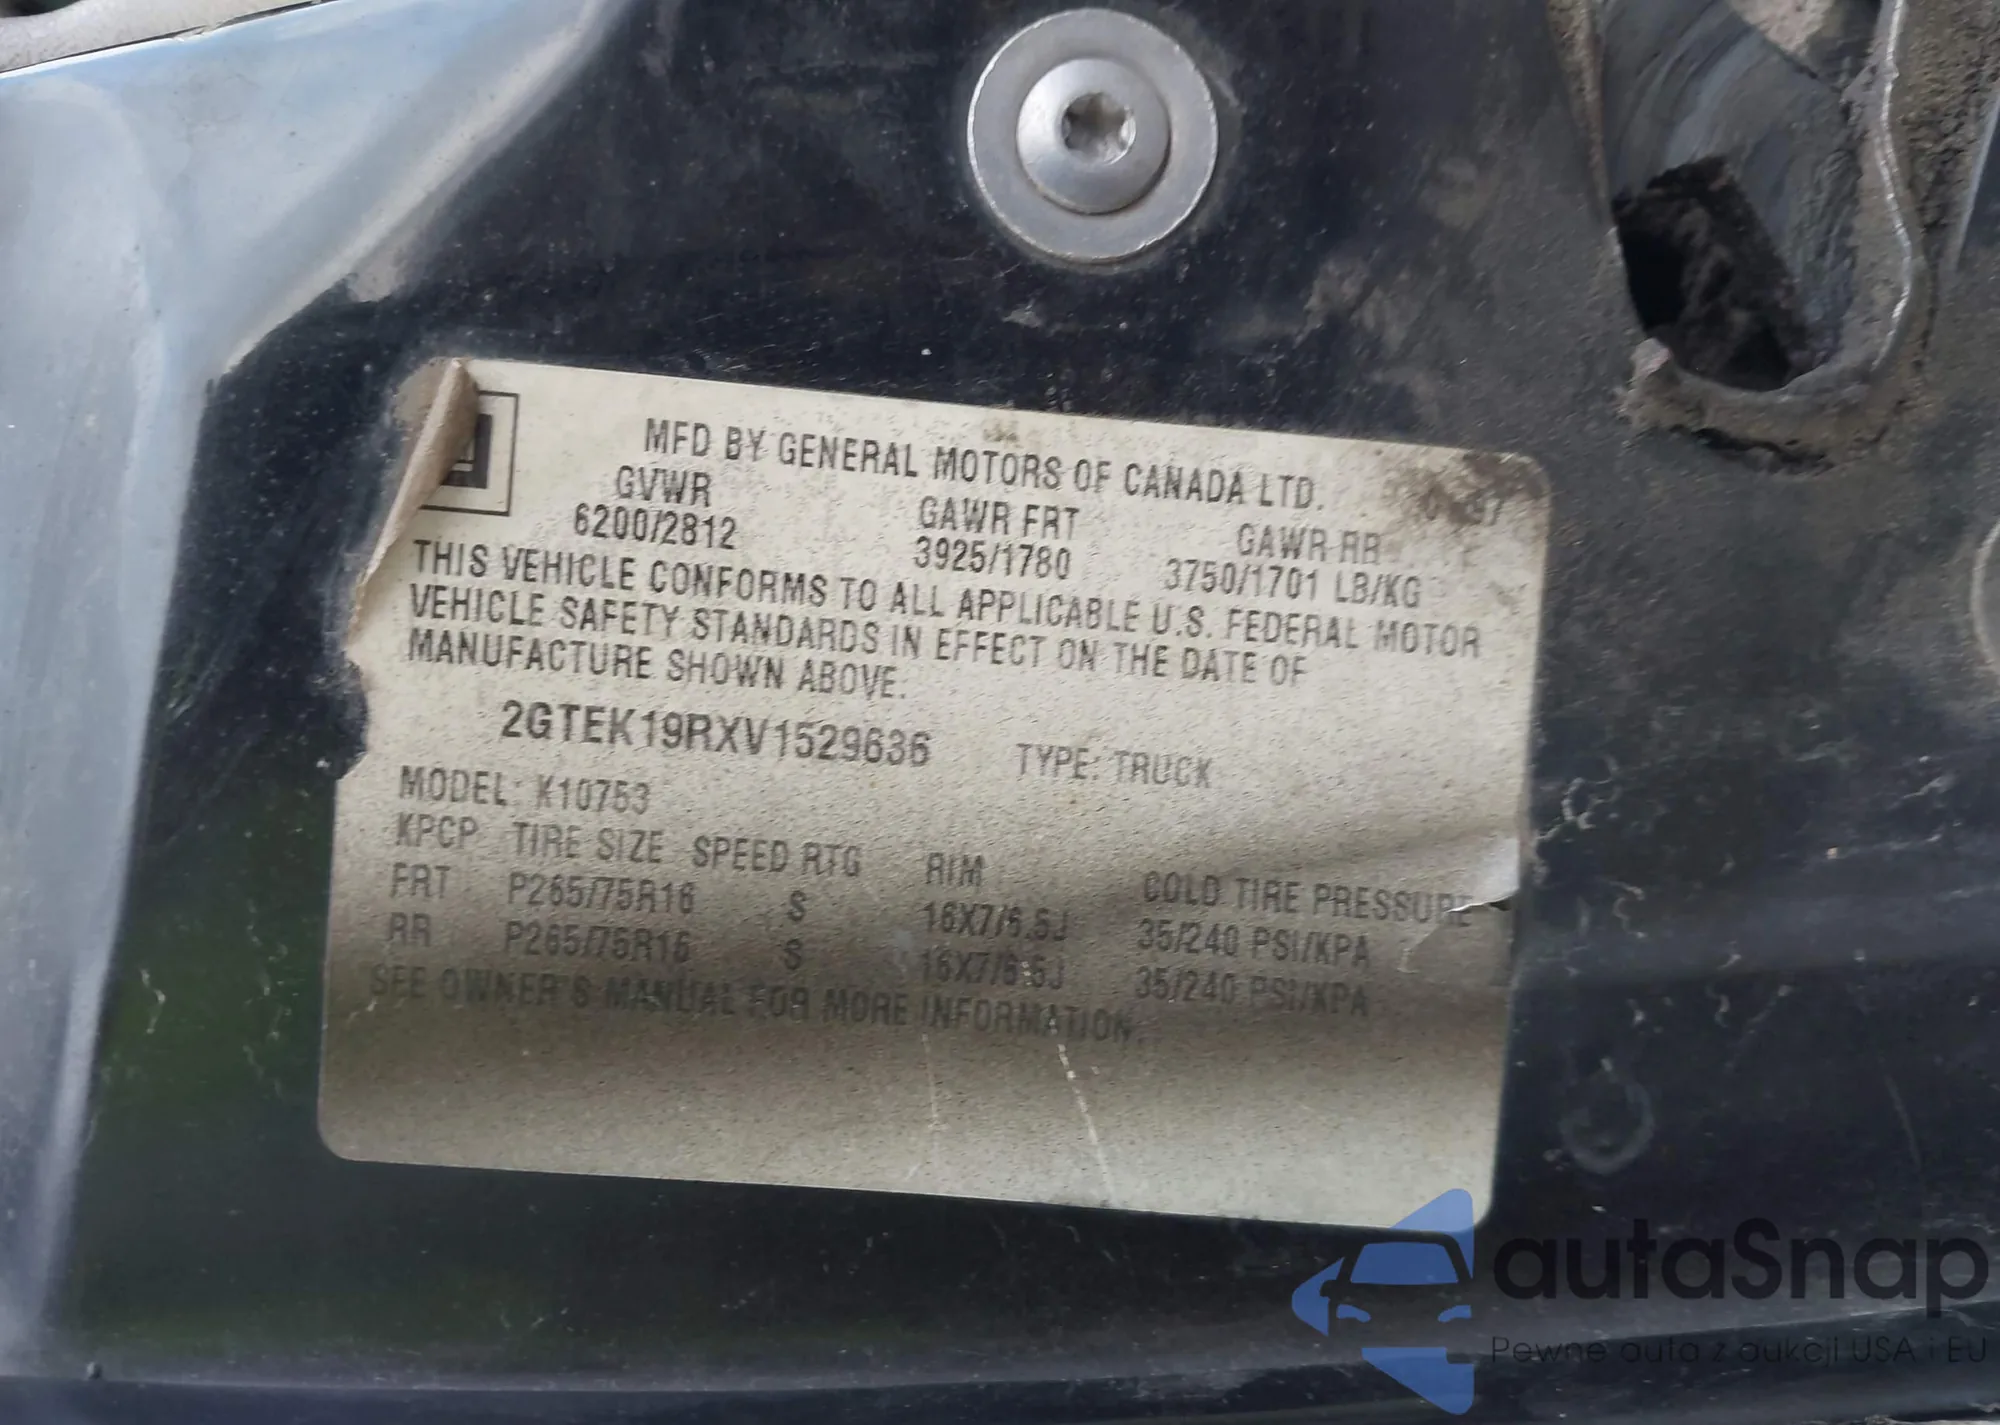 MFD BY GENERAL MOTORS OF CANADA LTD.
GVWR GAWR FRT GAWR RR
6200/2812 3925/1780 3750/1701 LB/KG
THIS VEHICLE CONFORMS TO ALL APPLICABLE U.S. FEDERAL MOTOR
VEHICLE SAFETY STANDARDS IN EFFECT ON THE DATE OF
MANUFACTURE SHOWN ABOVE.
2GTEK19RXV1529636 TYPE: TRUCK
MODEL: K10753
KPCP TIRE SIZE SPEED RTG RIM COLD TIRE PRESSURE
FRT P265/75R16 S 16X7/6.5J 35/240 PSI/KPA
RR P265/75R16 S 16X7/6.5J 35/240 PSI/KPA
SEE OWNER'S MANUAL FOR MORE INFORMATION.
autaSnap
Pewne auta z aukcji USA i EU